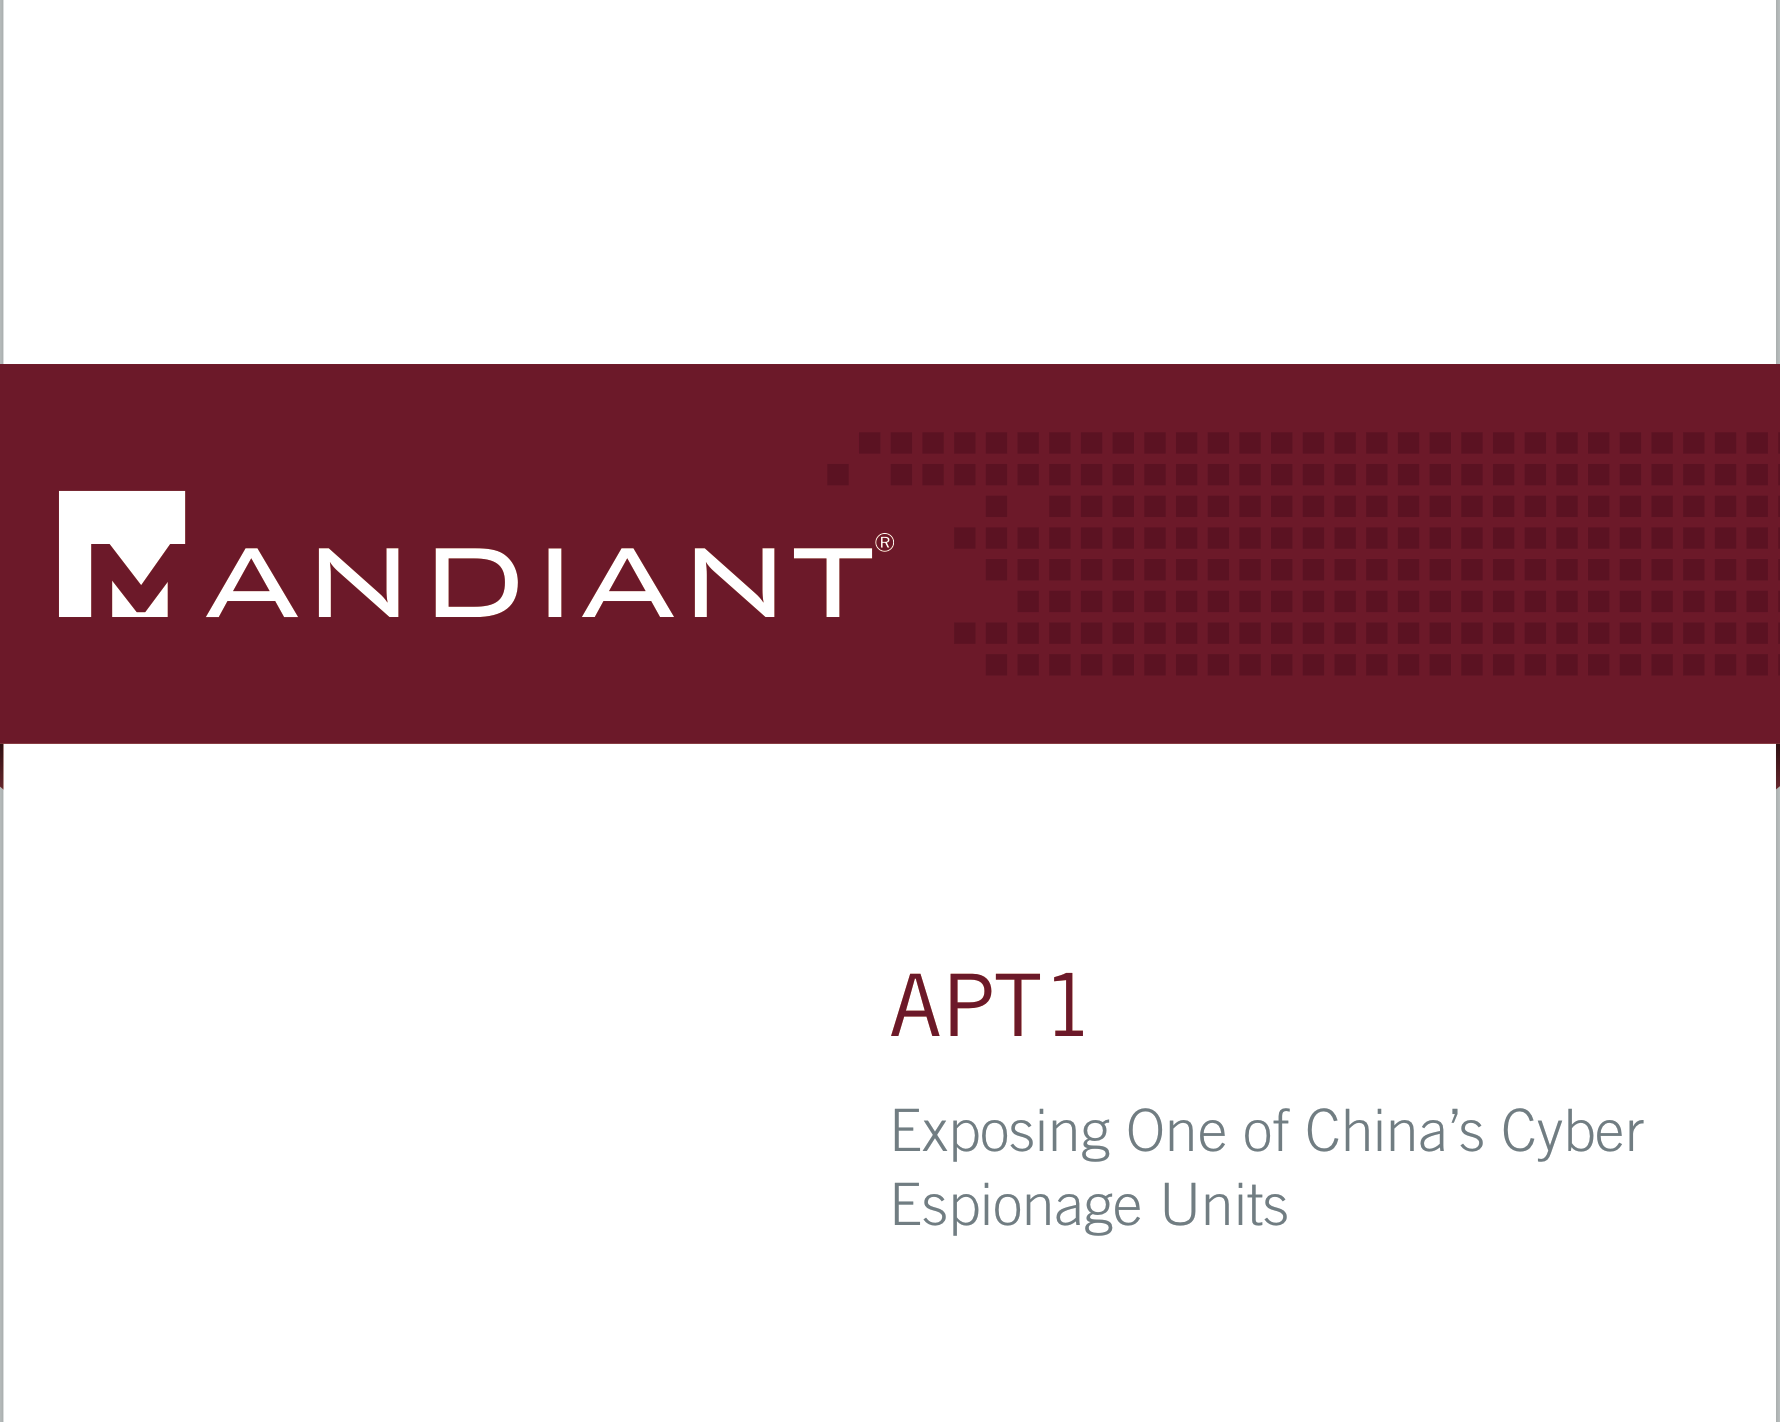 MANDIANT®
APT1
Exposing One of China’s Cyber
Espionage Units